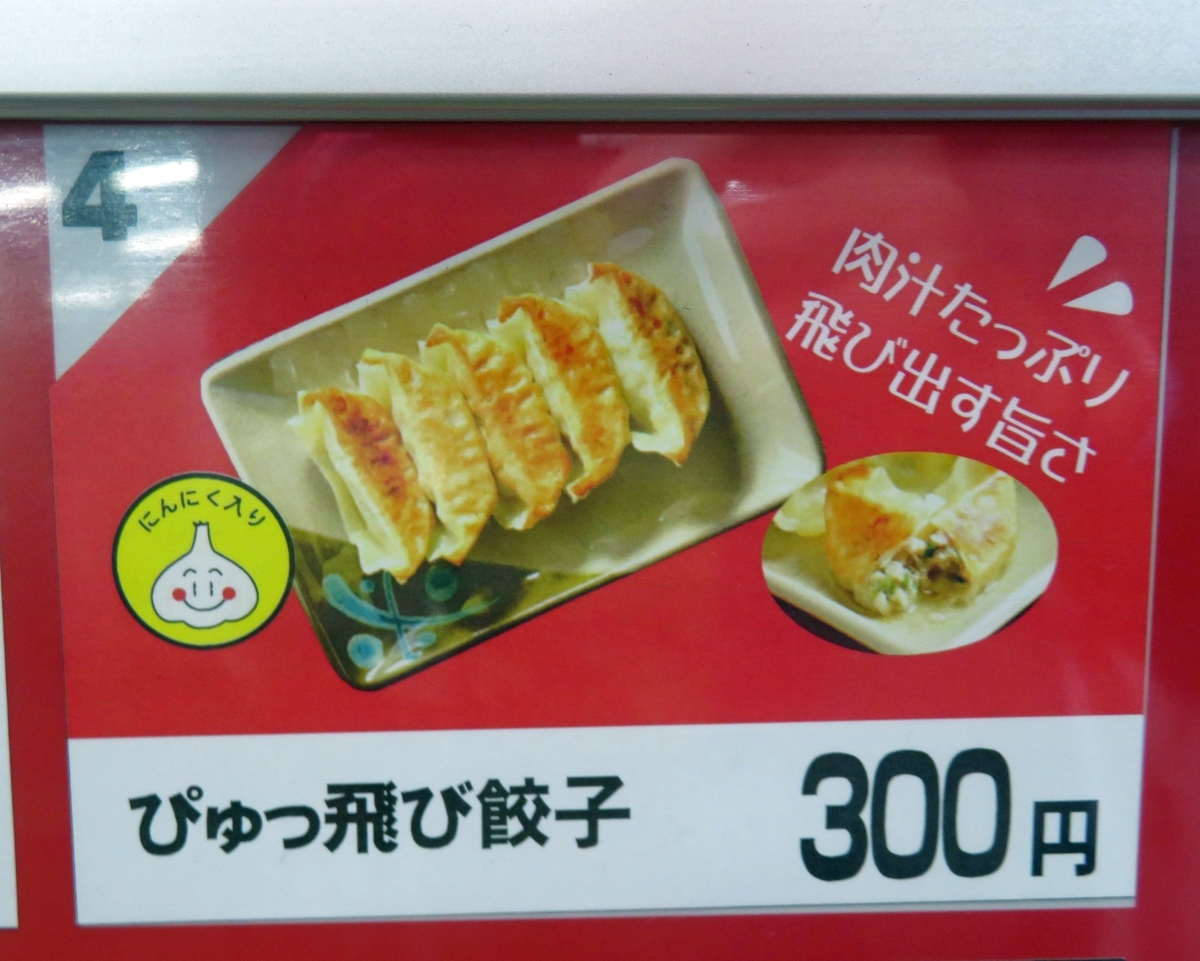 4
肉汁たっぷり
飛び出す旨さ
にんにく入り
ぴゅっ飛び餃子
300円